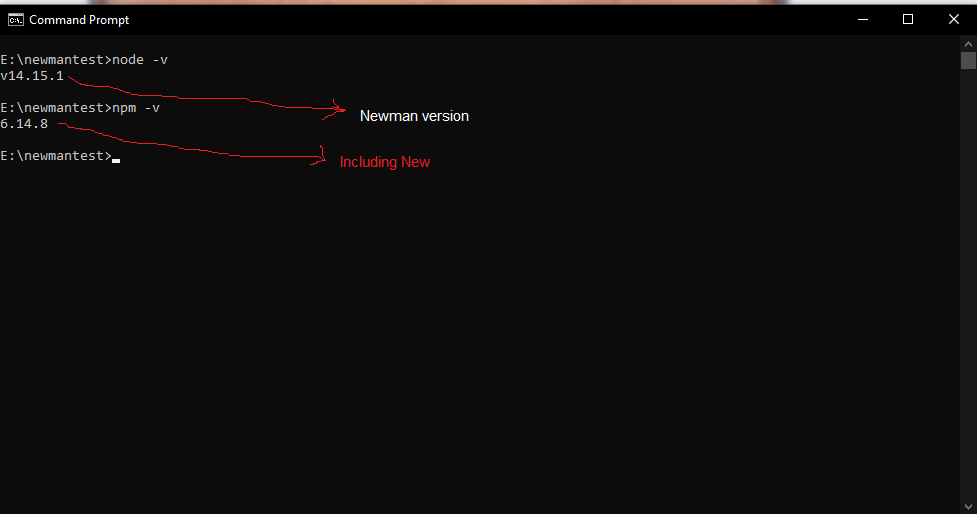 Command Prompt
E:\newmantest>node -v
v14.15.1
E:\newmantest>npm -v
Newman version
6.14.8
E:\newmantest>
Including New